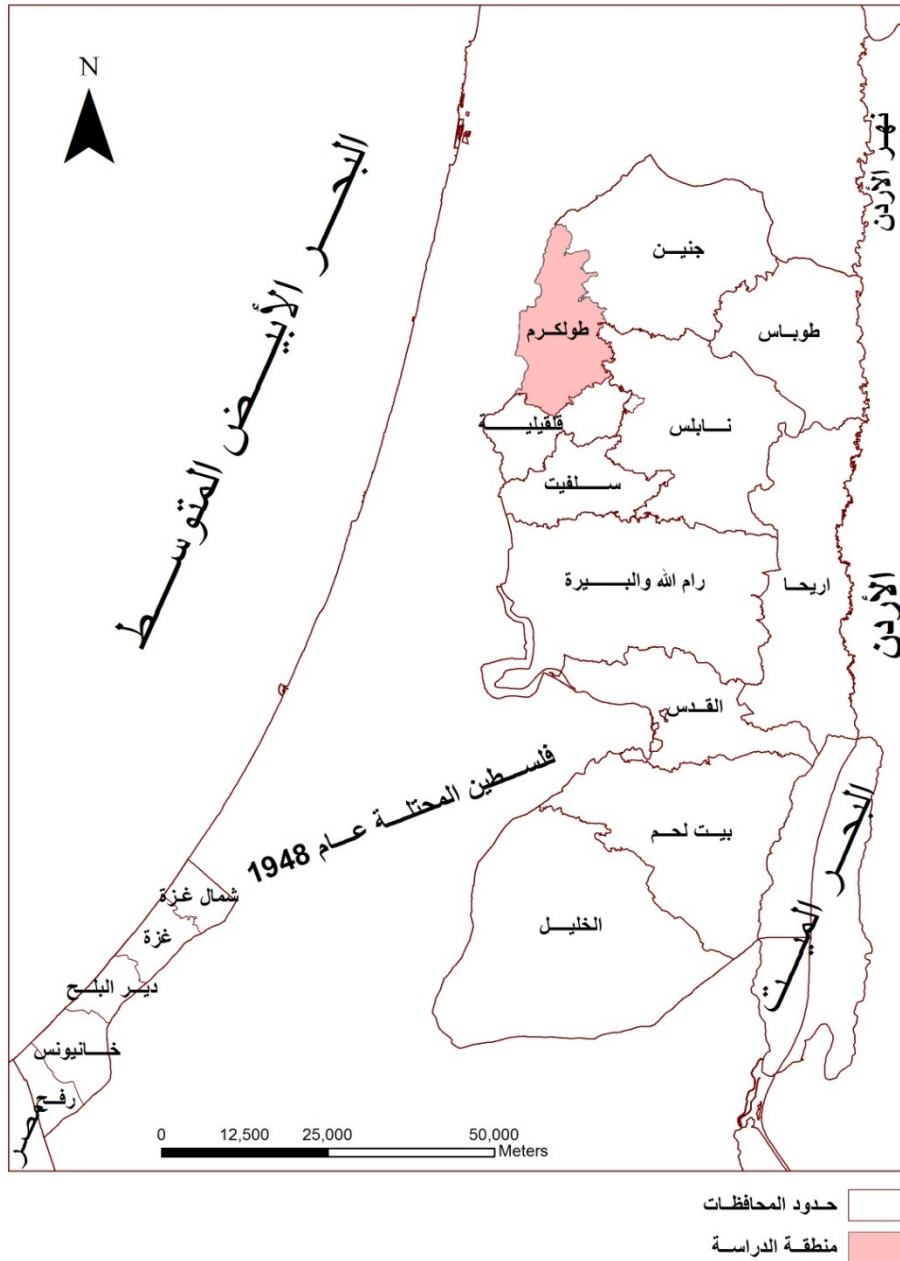 N
البحر الأبيض المتوسط
نهر الأردن
جنين
طولكرم
طوباس
قلقيلية
نابلس
سلفيت
رام الله والبيرة
اريحا
الأردن
القدس
فلسطين المحتلة عام 1948
البحر الميت
بيت لحم
الخليل
شمال غزة
غزة
دير البلح
خانيونس
رفح
مصر
0 12,500 25,000 50,000
Meters
حدود المحافظات
منطقة الدراسة